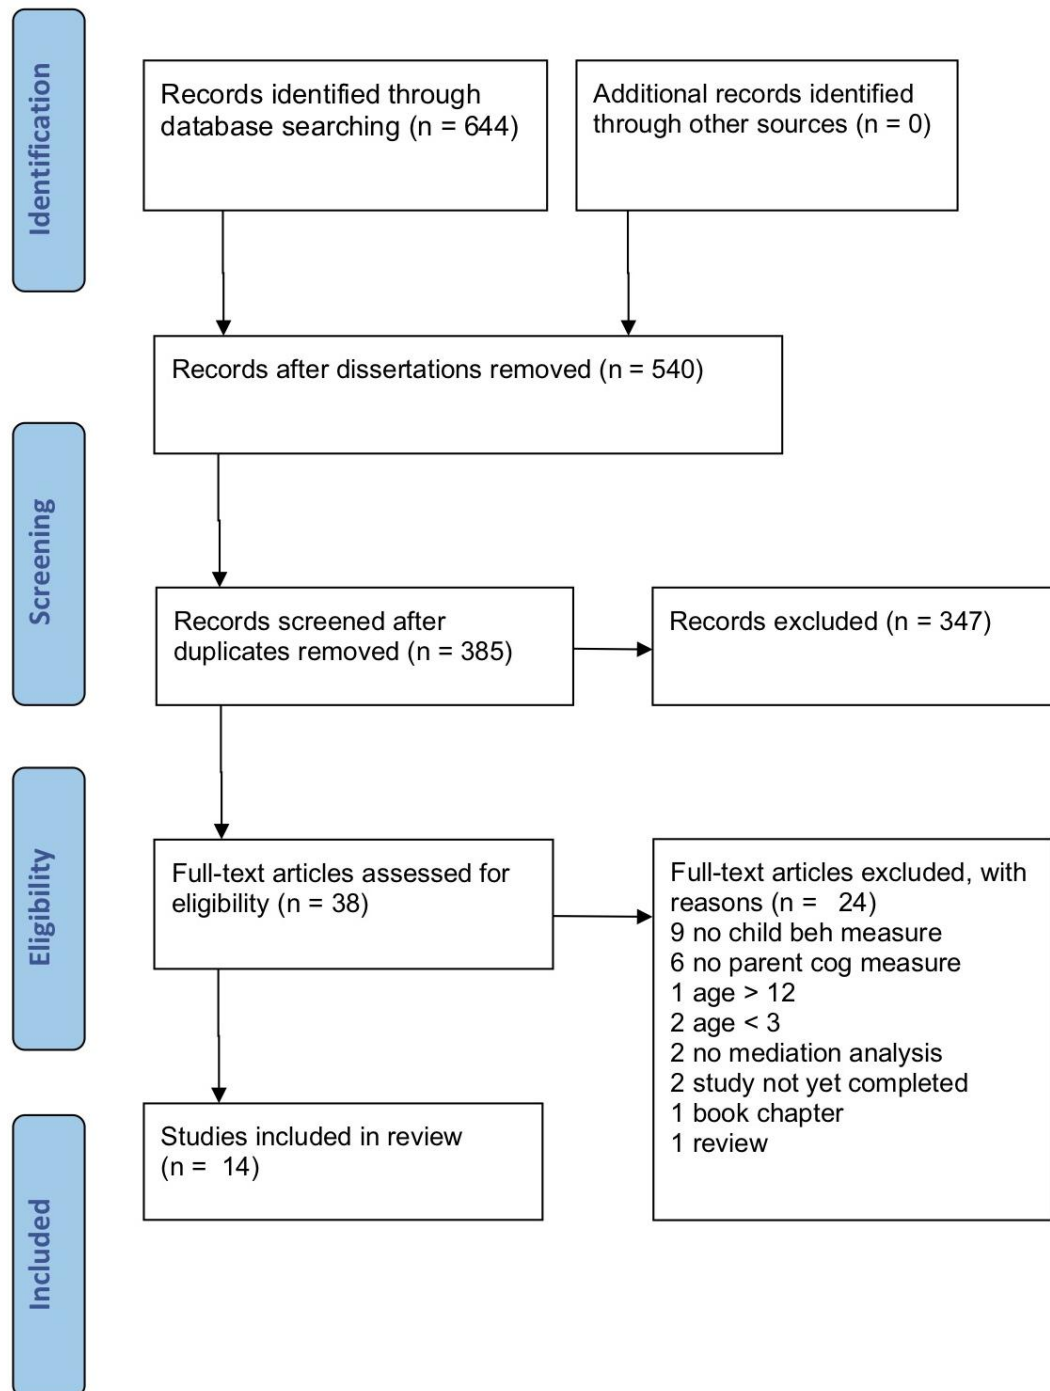 Identification
Records identified through
database searching (n = 644)
Additional records identified
through other sources (n = 0)
Records after dissertations removed (n = 540)
Screening
Records screened after
duplicates removed (n = 385)
Records excluded (n = 347)
Eligibility
Full-text articles assessed for
eligibility (n = 38)
Full-text articles excluded, with
reasons (n =   24)
9 no child beh measure
6 no parent cog measure
1 age > 12
2 age < 3
2 no mediation analysis
2 study not yet completed
1 book chapter
1 review
Included
Studies included in review
(n =  14)